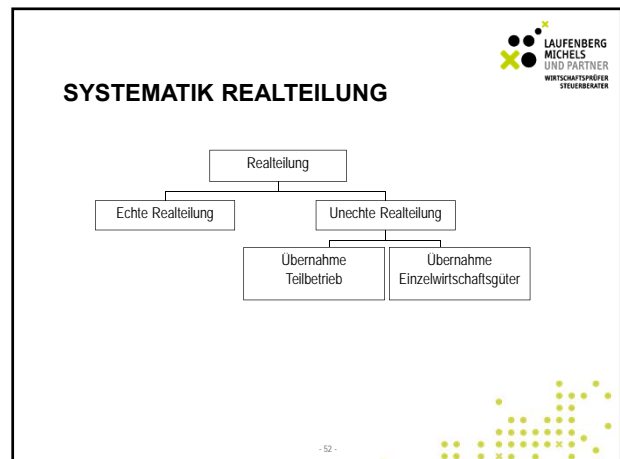 LAUFENBERG
MICHELS
UND PARTNER
WIRTSCHAFTSPRÜFER
STEUERBERATER
SYSTEMATIK REALTEILUNG
Realteilung
Echte Realteilung
Unechte Realteilung
Übernahme
Teilbetrieb
Übernahme
Einzelwirtschaftsgüter
- 52 -